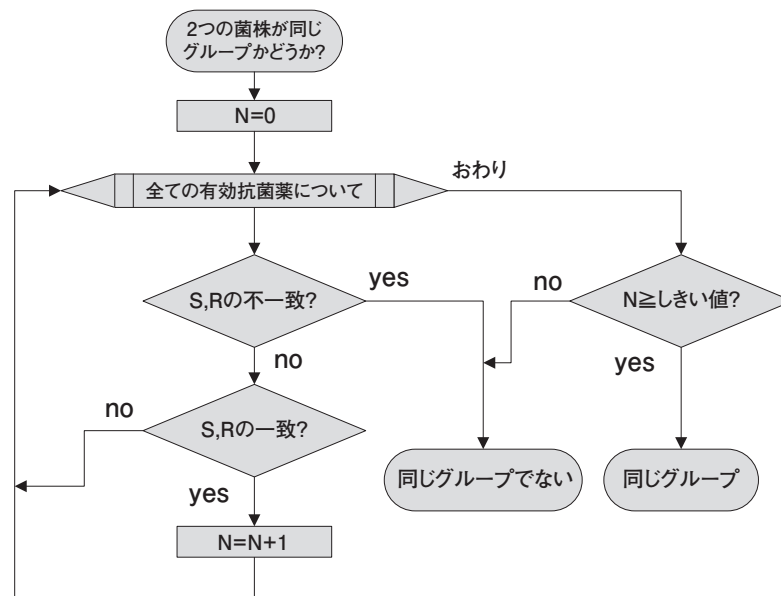 2つの菌株が同じ
グループかどうか?
N=0
全ての有効抗菌薬について
おわり
S,Rの不一致?
yes
no
N≧しきい値?
no
yes
S,Rの一致?
no
yes
同じグループでない
同じグループ
N=N+1